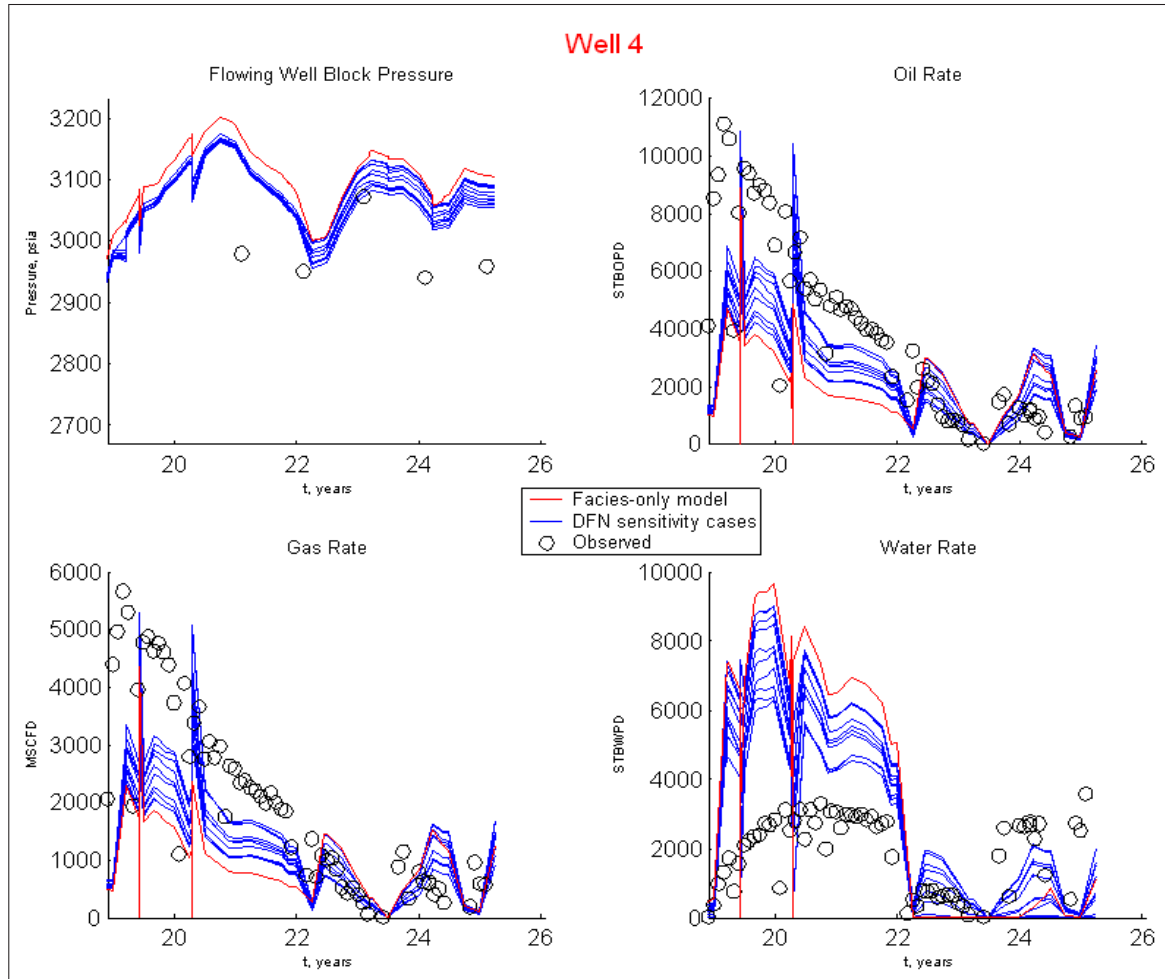 Well 4
Flowing Well Block Pressure
3200
3100
3000
2900
2800
2700
Pressure, psia
20
22
24
26
t, years
Oil Rate
12000
10000
8000
6000
4000
2000
0
STBOPD
20
22
24
26
t, years
Facies-only model
DFN sensitivity cases
Observed
Gas Rate
6000
5000
4000
3000
2000
1000
0
MSCFD
20
22
24
26
t, years
Water Rate
10000
8000
6000
4000
2000
0
STBWPD
20
22
24
26
t, years